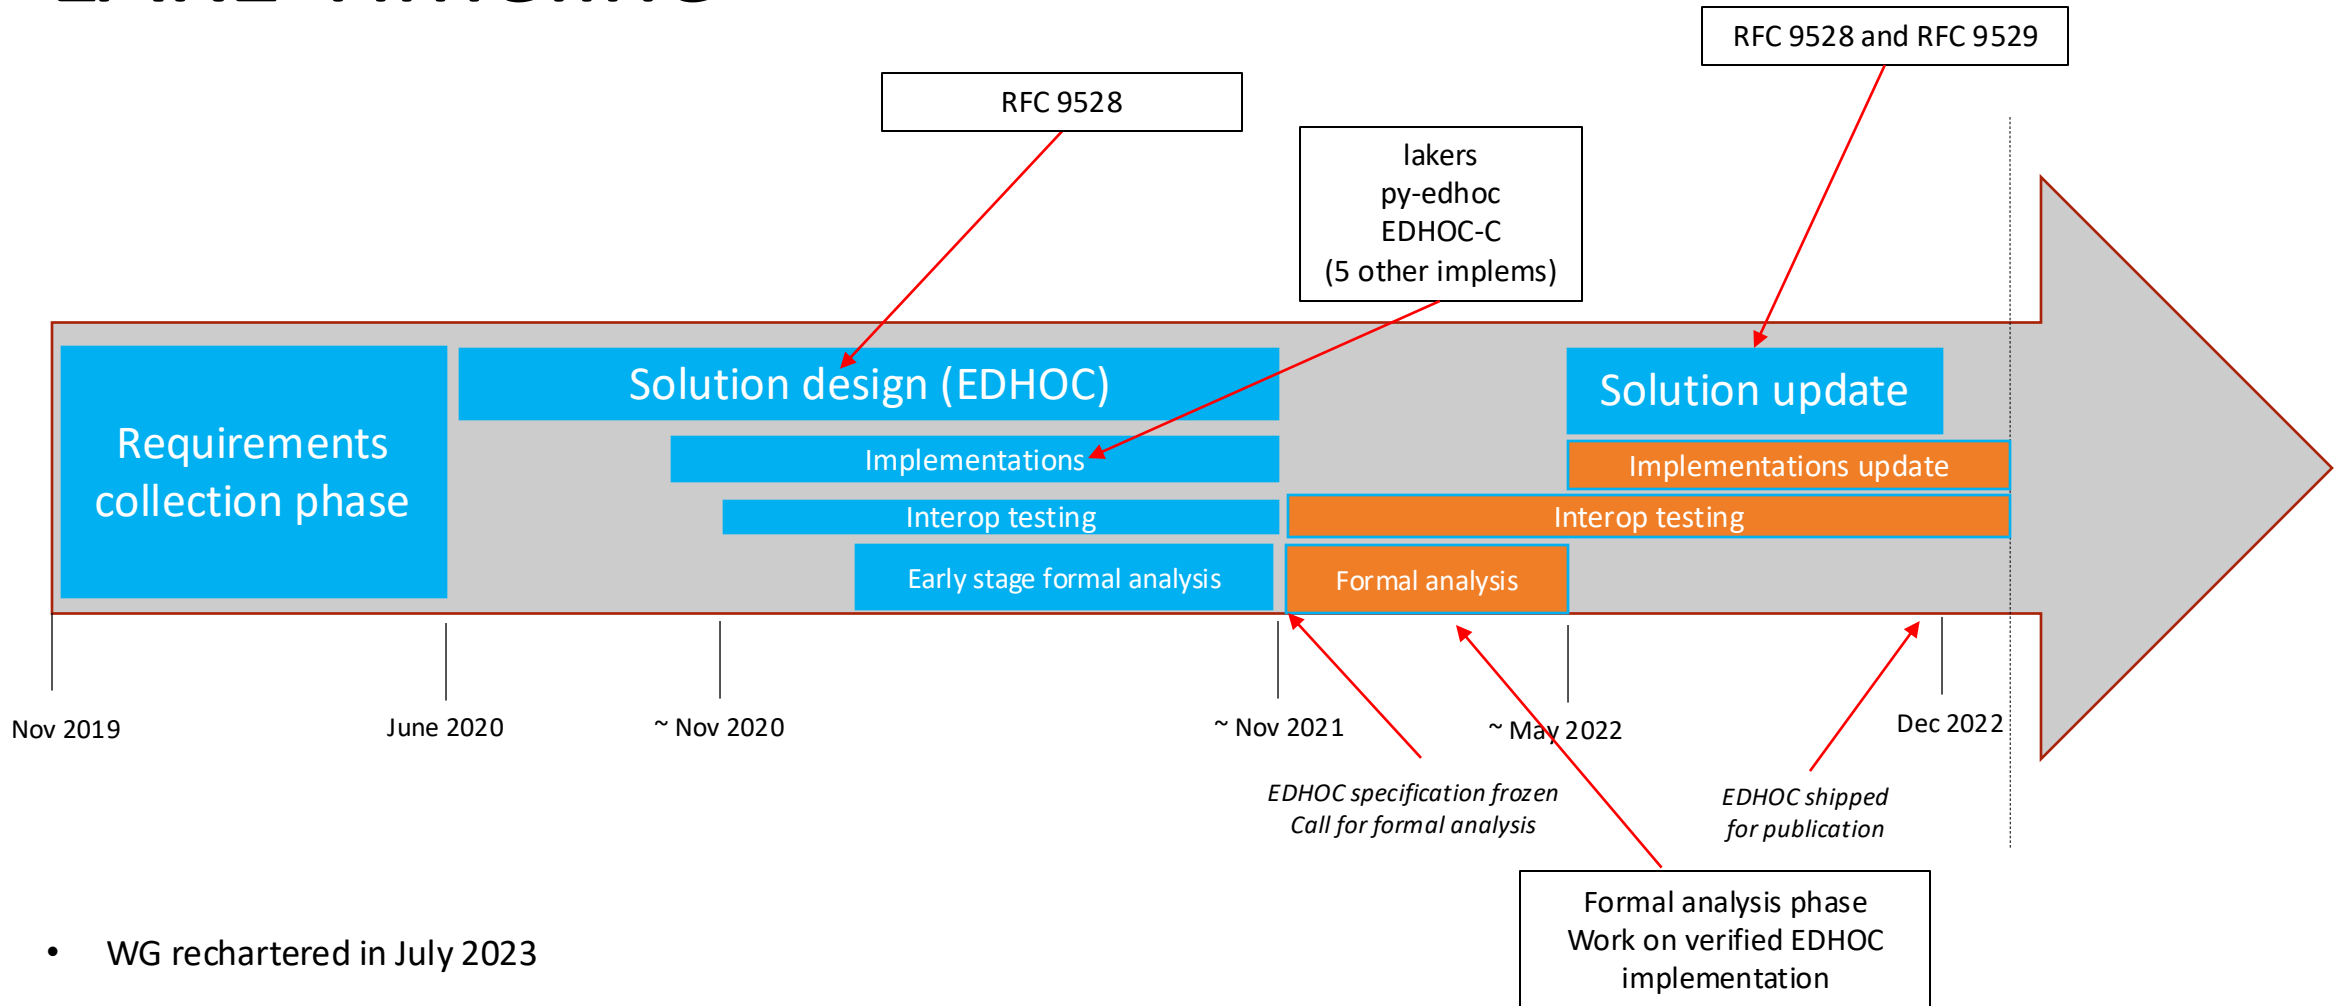 RFC 9528 and RFC 9529
RFC 9528
lakers
py-edhoc
EDHOC-C
(5 other implems)
Requirements
collection phase
Solution design (EDHOC)
Solution update
Implementations
Implementations update
Interop testing
Interop testing
Early stage formal analysis
Formal analysis
Nov 2019
June 2020
~ Nov 2020
~ Nov 2021
~ May 2022
Dec 2022
EDHOC specification frozen
Call for formal analysis
EDHOC shipped
for publication
Formal analysis phase
Work on verified EDHOC
implementation
• WG rechartered in July 2023